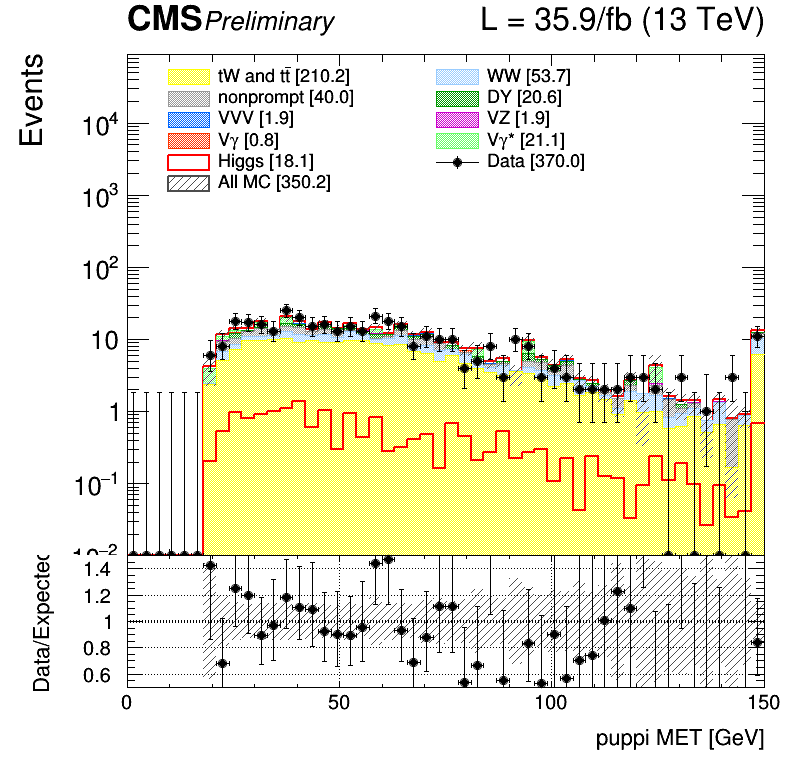 CMS Preliminary L = 35.9/fb (13 TeV)
Events
tW and tt̄ [210.2] WW [53.7]
nonprompt [40.0] DY [20.6]
VVV [1.9] VZ [1.9]
Vγ [0.8] Vγ* [21.1]
Higgs [18.1] Data [370.0]
All MC [350.2]
10⁴
10³
10²
10
1
10⁻¹
10⁻²
Data/Expected
1.4
1.2
1
0.8
0.6
0 50 100 150
puppi MET [GeV]